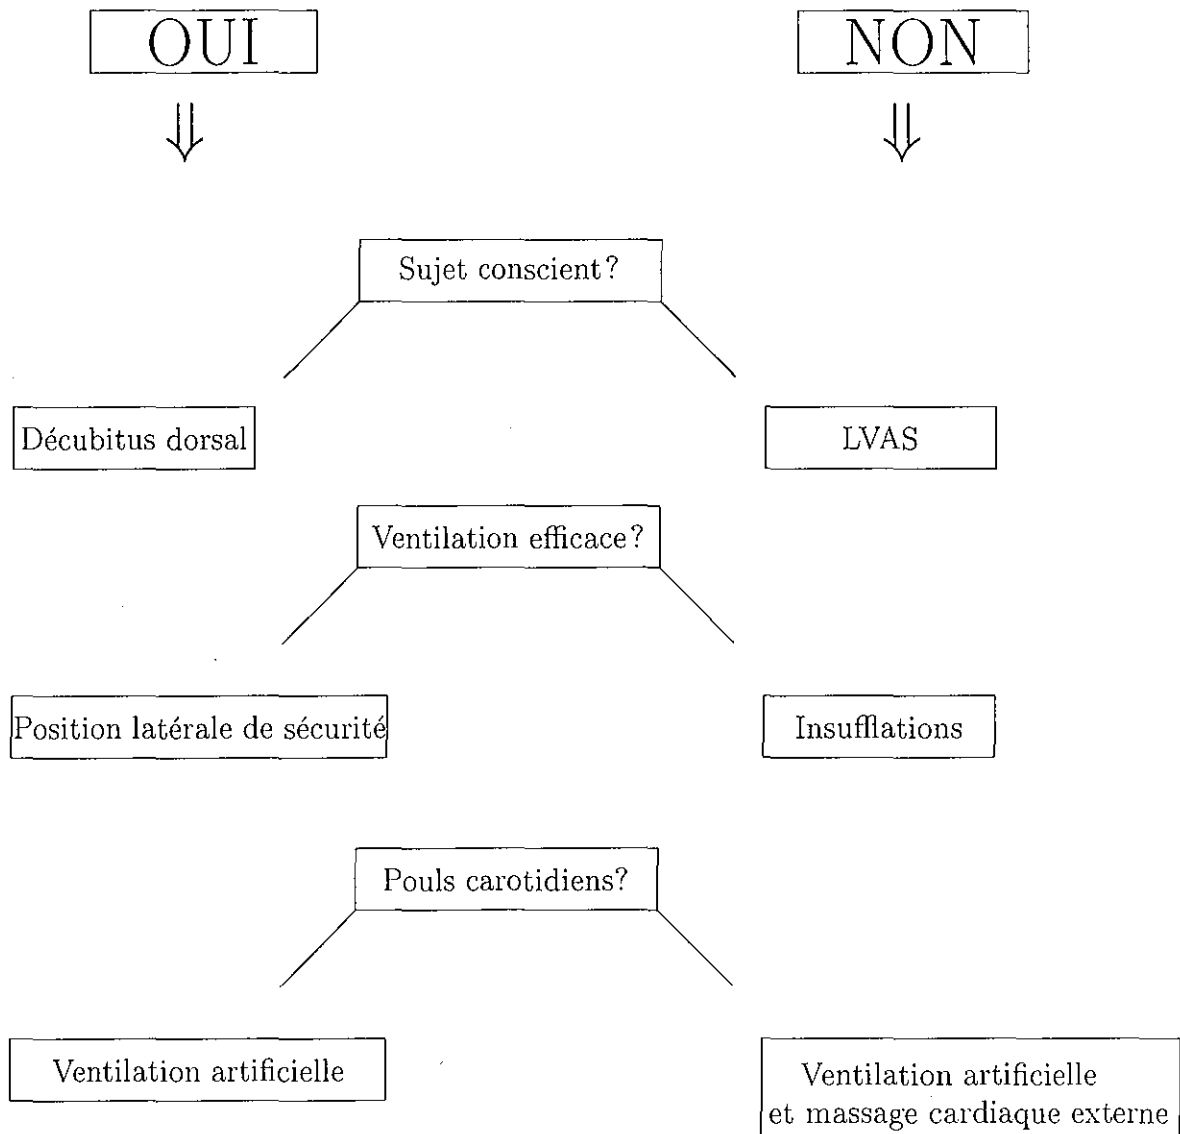 OUI
NON
Sujet conscient?
Décubitus dorsal
LVAS
Ventilation efficace?
Position latérale de sécurité
Insufflations
Pouls carotidiens?
Ventilation artificielle
Ventilation artificielle
et massage cardiaque externe